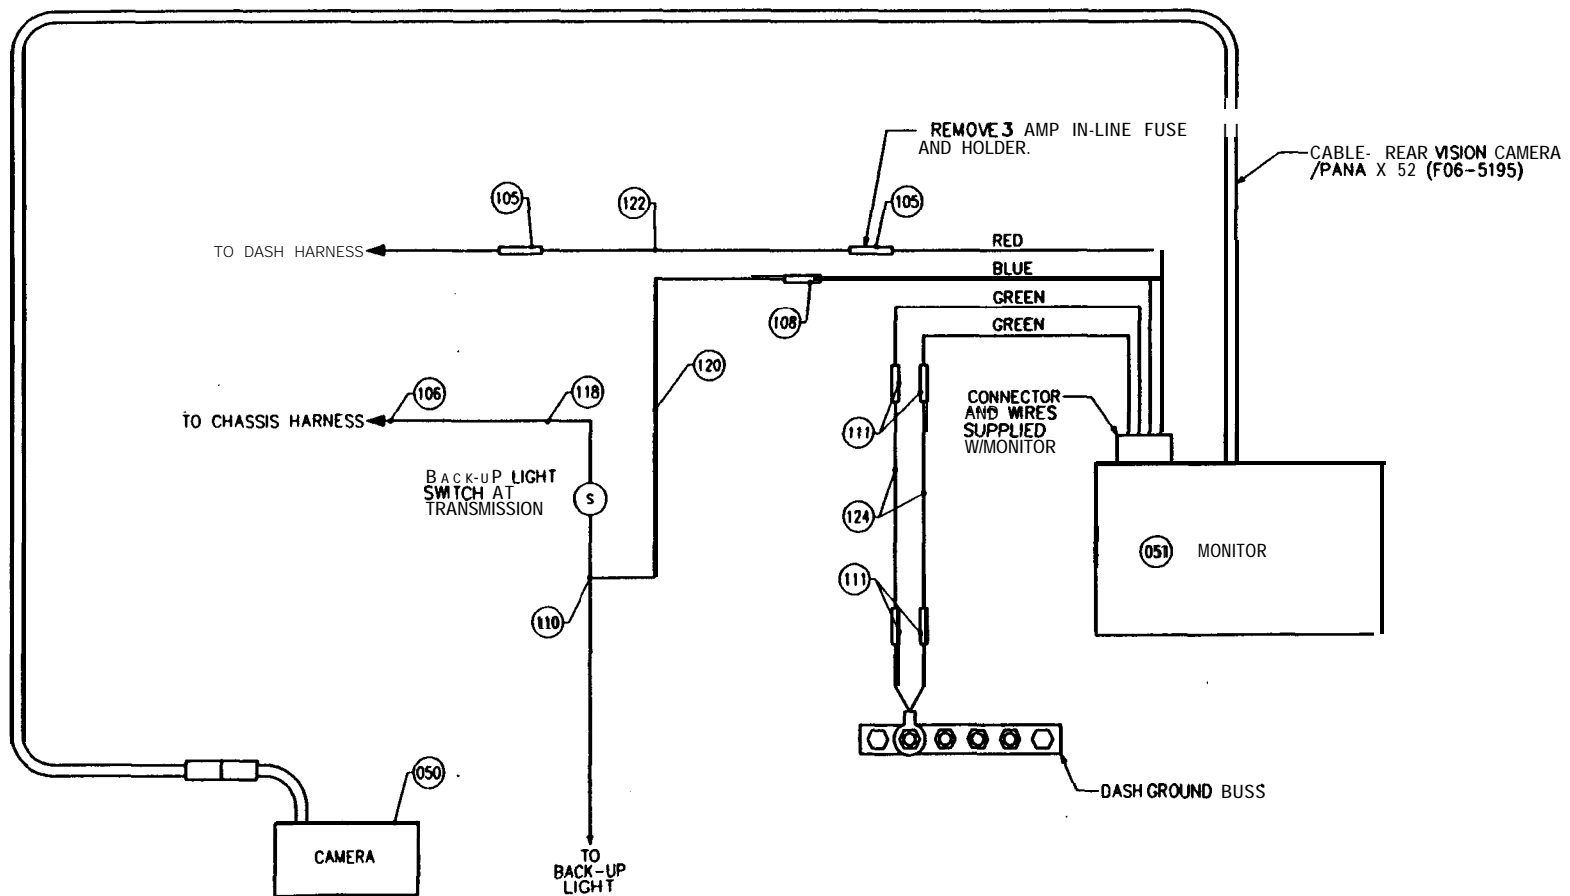 REMOVE 3 AMP IN-LINE FUSE
AND HOLDER.
CABLE- REAR VISION CAMERA
/PANA X 52 (F06-5195)
105
122
105
TO DASH HARNESS
RED
BLUE
108
GREEN
GREEN
120
106
118
TO CHASSIS HARNESS
111
CONNECTOR
AND WIRES
SUPPLIED
W/MONITOR
BACK-UP LIGHT
SWITCH AT
TRANSMISSION
S
124
051
MONITOR
111
110
050
DASH GROUND BUSS
CAMERA
TO
BACK-UP
LIGHT